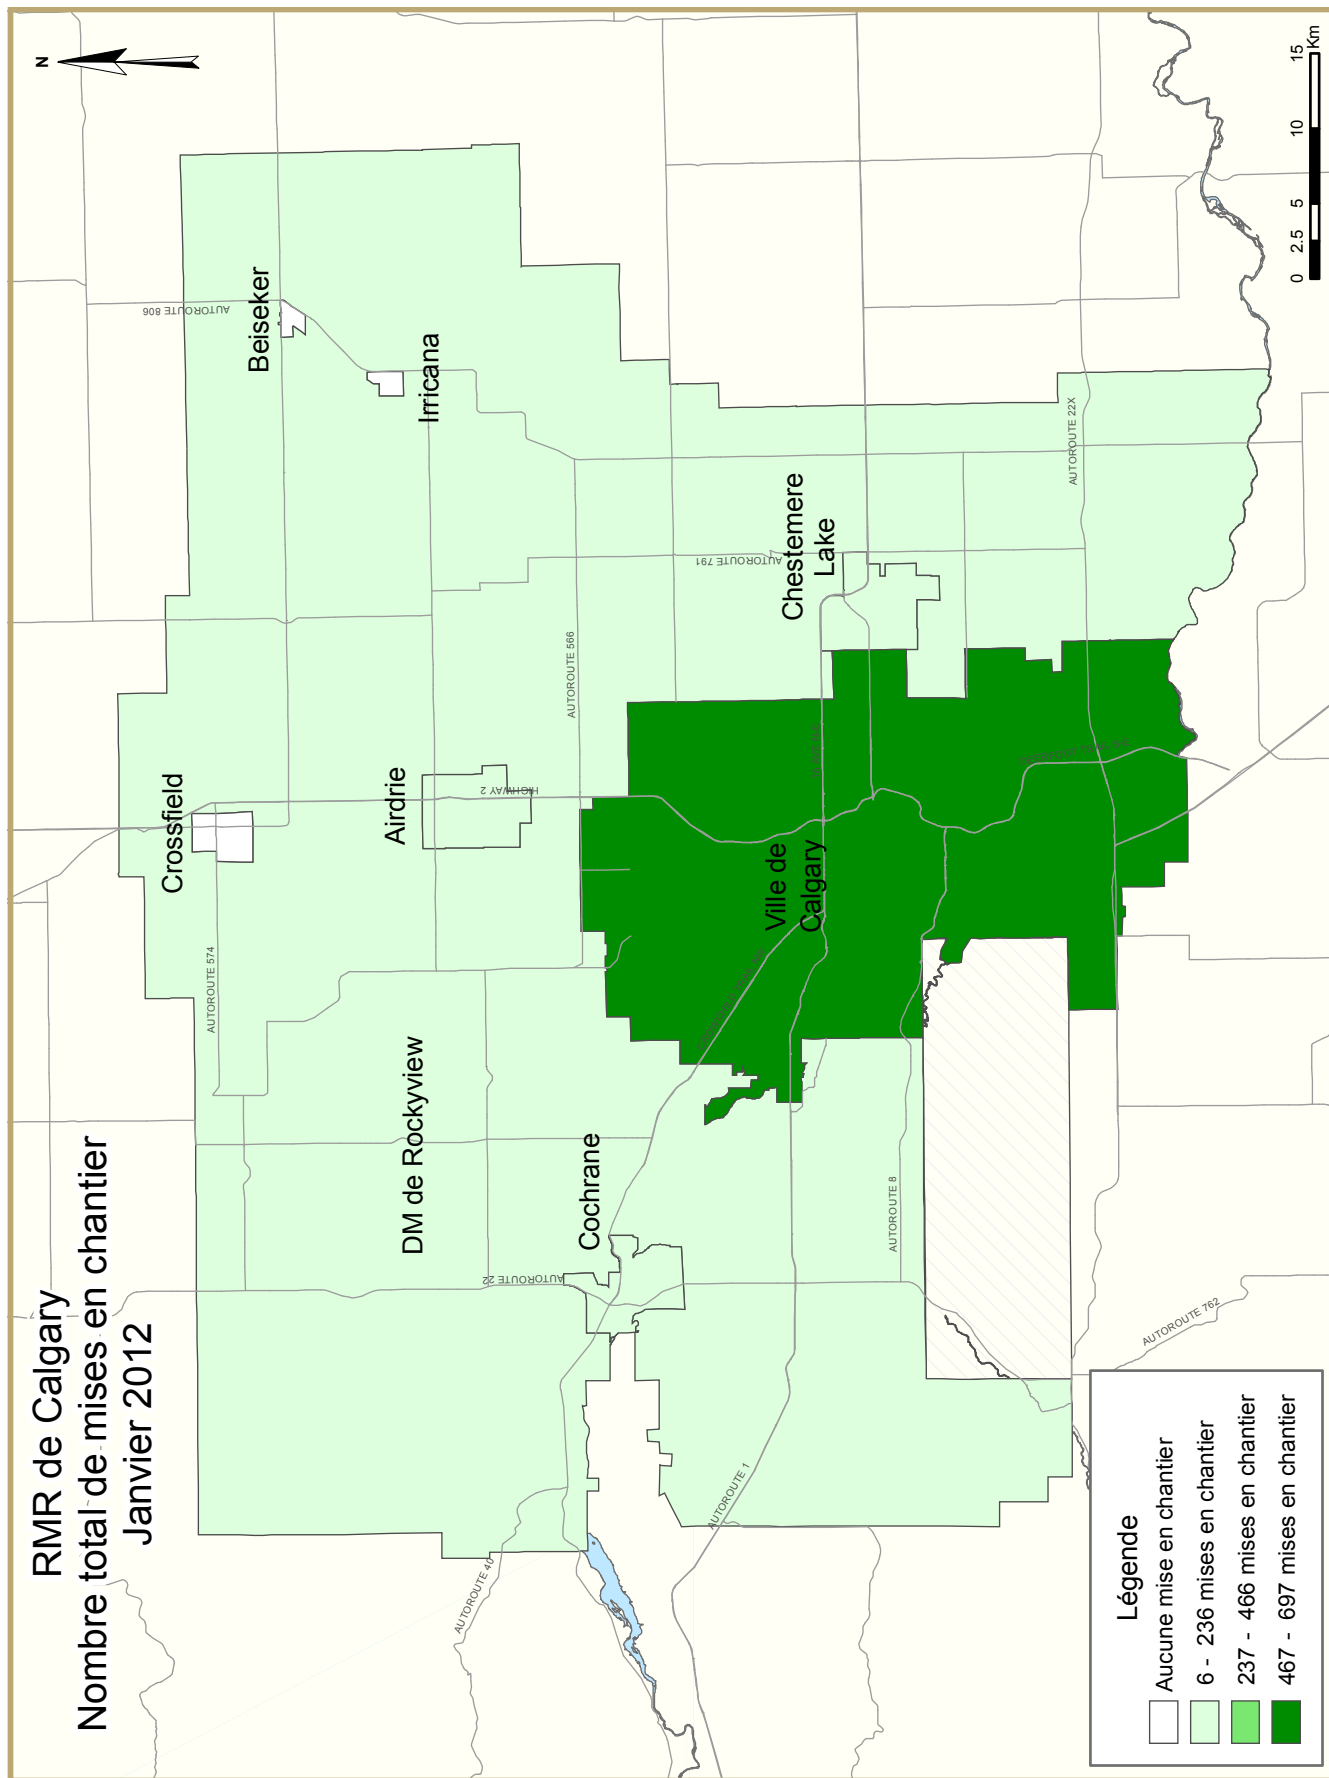 RMR de Calgary
Nombre total de mises en chantier
Janvier 2012
N
Beiseker
AUTOROUTE 806
Irricana
Crossfield
AUTOROUTE 574
Airdrie
HIGHWAY 2
AUTOROUTE 566
DM de Rockyview
Cochrane
AUTOROUTE 22
AUTOROUTE 791
Chestemere
Lake
Ville de
Calgary
AUTOROUTE 22X
AUTOROUTE 8
AUTOROUTE 1
AUTOROUTE 40
AUTOROUTE 762
Légende
Aucune mise en chantier
6 - 236 mises en chantier
237 - 466 mises en chantier
467 - 697 mises en chantier
0 2.5 5 10 15
Km